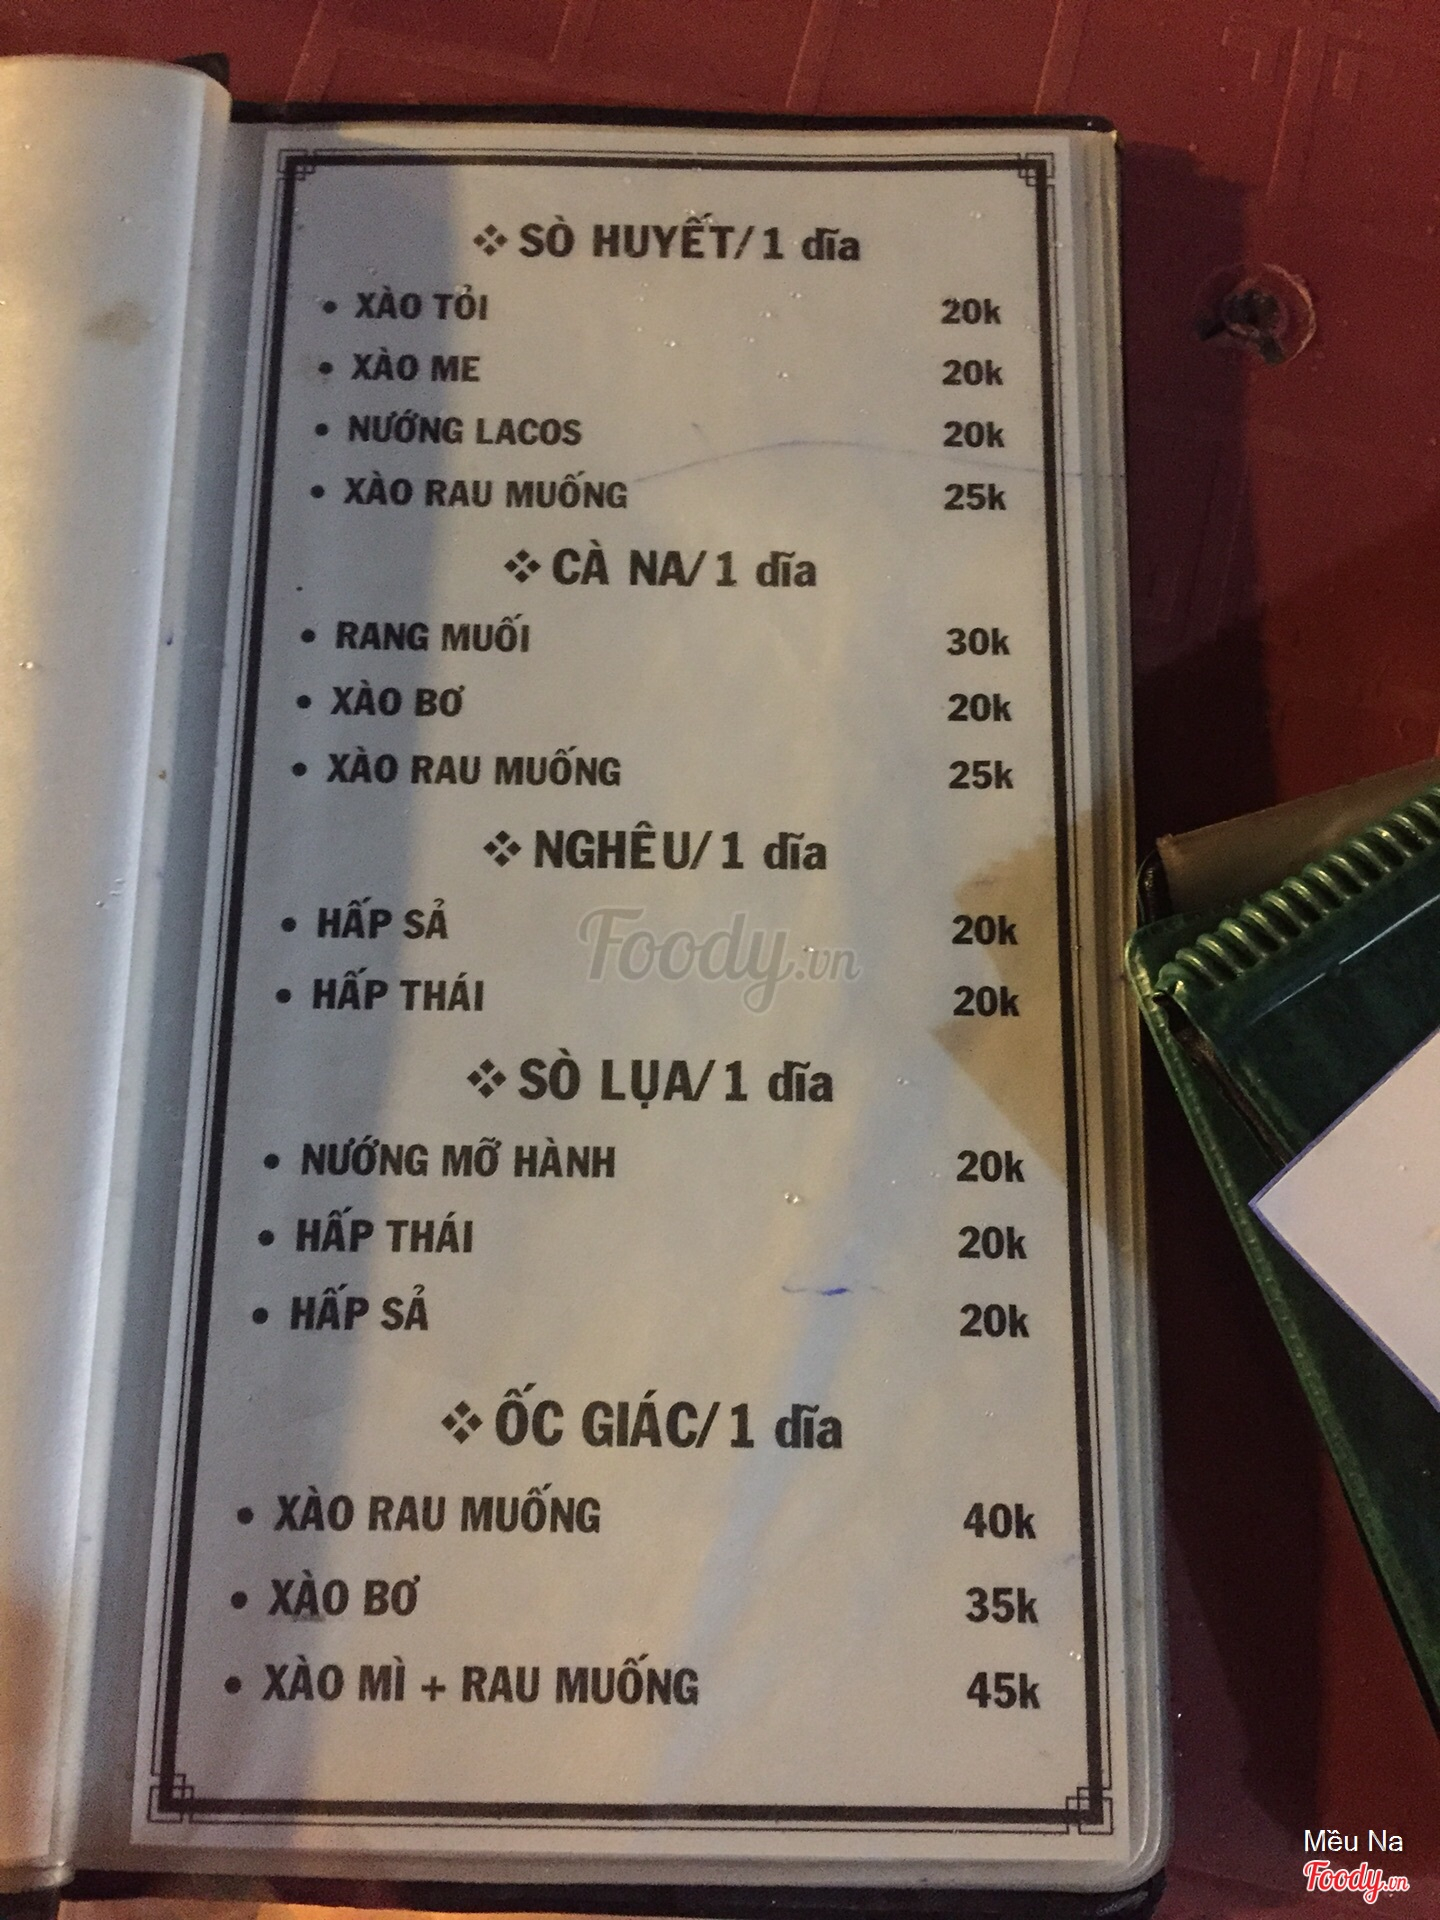 ❖ SÒ HUYẾT/1 dĩa
• XÀO TỎI 20k
• XÀO ME 20k
• NƯỚNG LACOS 20k
• XÀO RAU MUỐNG 25k
❖ CÀ NA/1 dĩa
• RANG MUỐI 30k
• XÀO BƠ 20k
• XÀO RAU MUỐNG 25k
❖ NGHÊU/1 dĩa
• HẤP SẢ 20k
• HẤP THÁI 20k
Foody.vn
❖ SÒ LỤA/1 dĩa
• NƯỚNG MỠ HÀNH 20k
• HẤP THÁI 20k
• HẤP SẢ 20k
❖ ỐC GIÁC/1 dĩa
• XÀO RAU MUỐNG 40k
• XÀO BƠ 35k
• XÀO MÌ + RAU MUỐNG 45k
Mều Na
Foody.vn